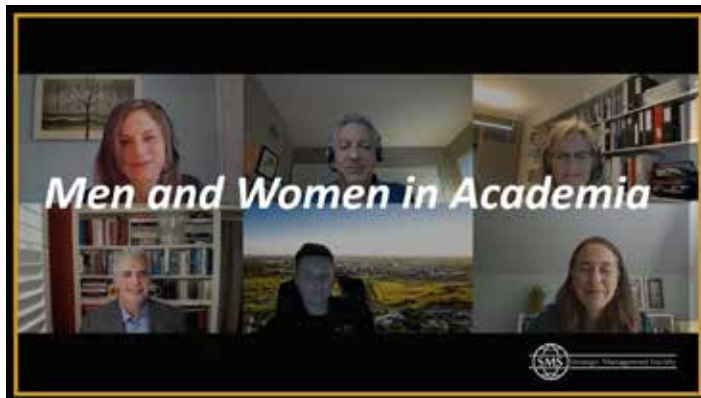 Men and Women in Academia
SMS
Strategic Management Society